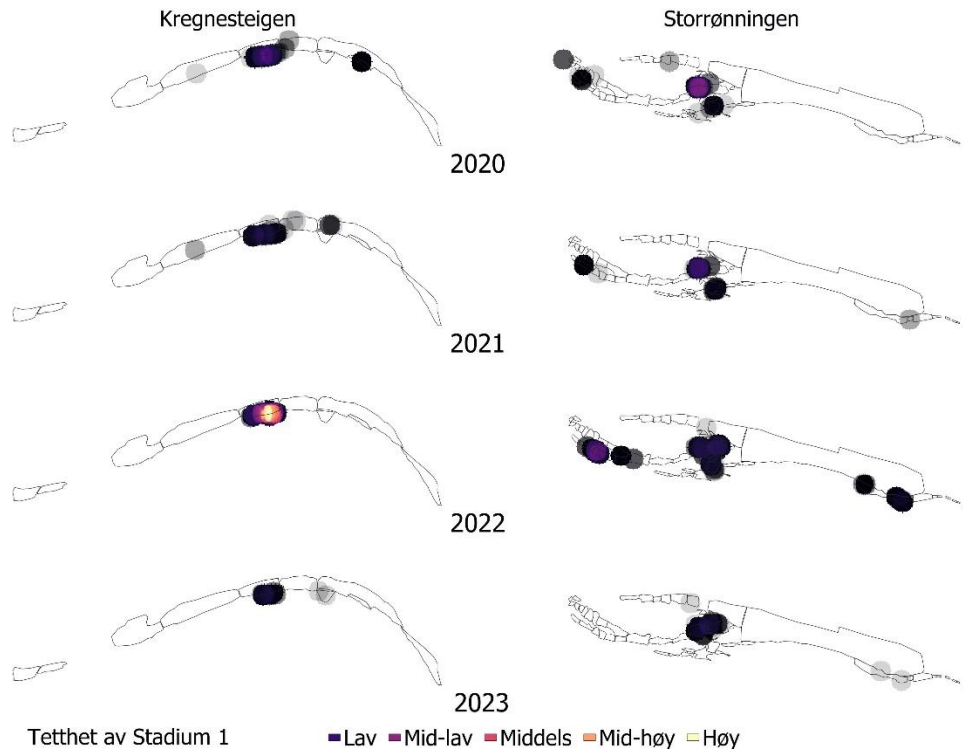 Kregnesteigen Storrønningen
2020
2021
2022
2023
Tetthet av Stadium 1 Lav Mid-lav Middels Mid-høy Høy